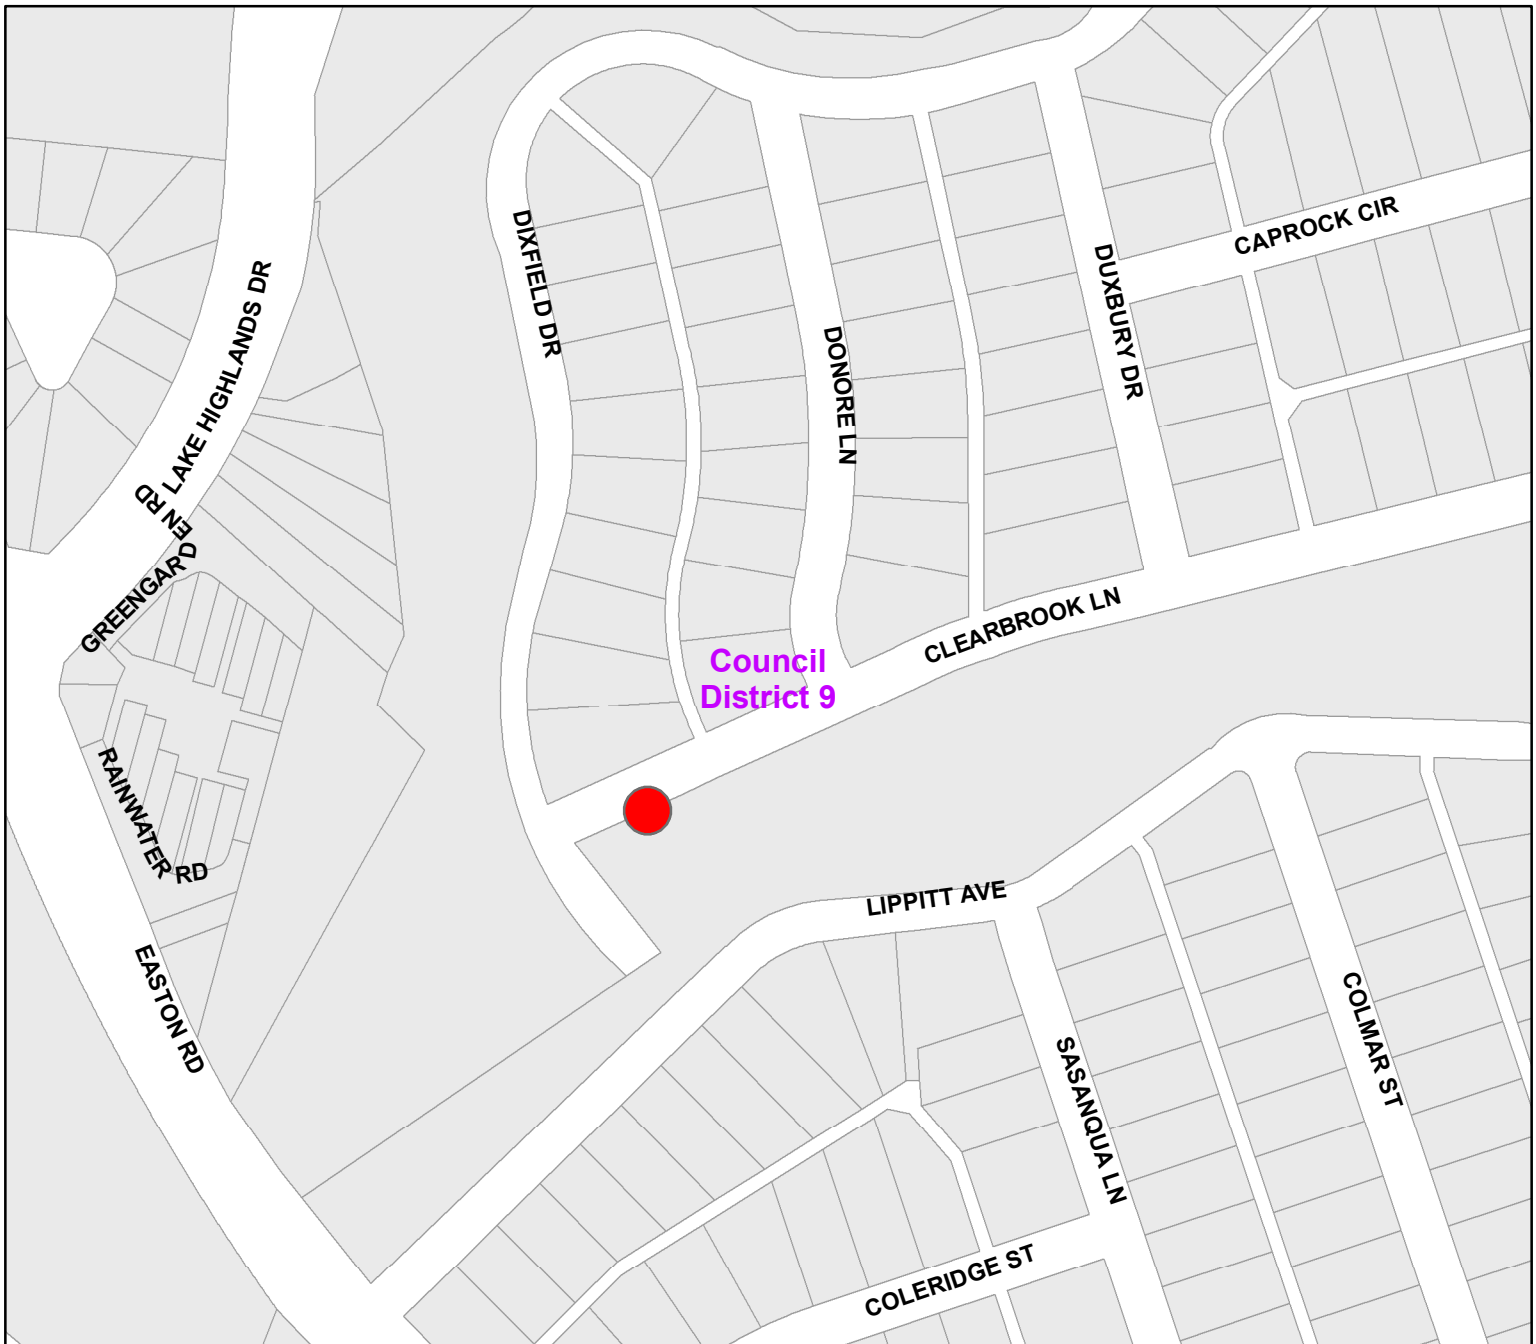 CAPROCK CIR
DIXFIELD DR
DUXBURY DR
LAKE HIGHLANDS DR
DONORE LN
GREENGARDEN RD
CLEARBROOK LN
Council
District 9
RAINWATER RD
LIPPITT AVE
EASTON RD
COLMAR ST
SASANQUA LN
COLERIDGE ST